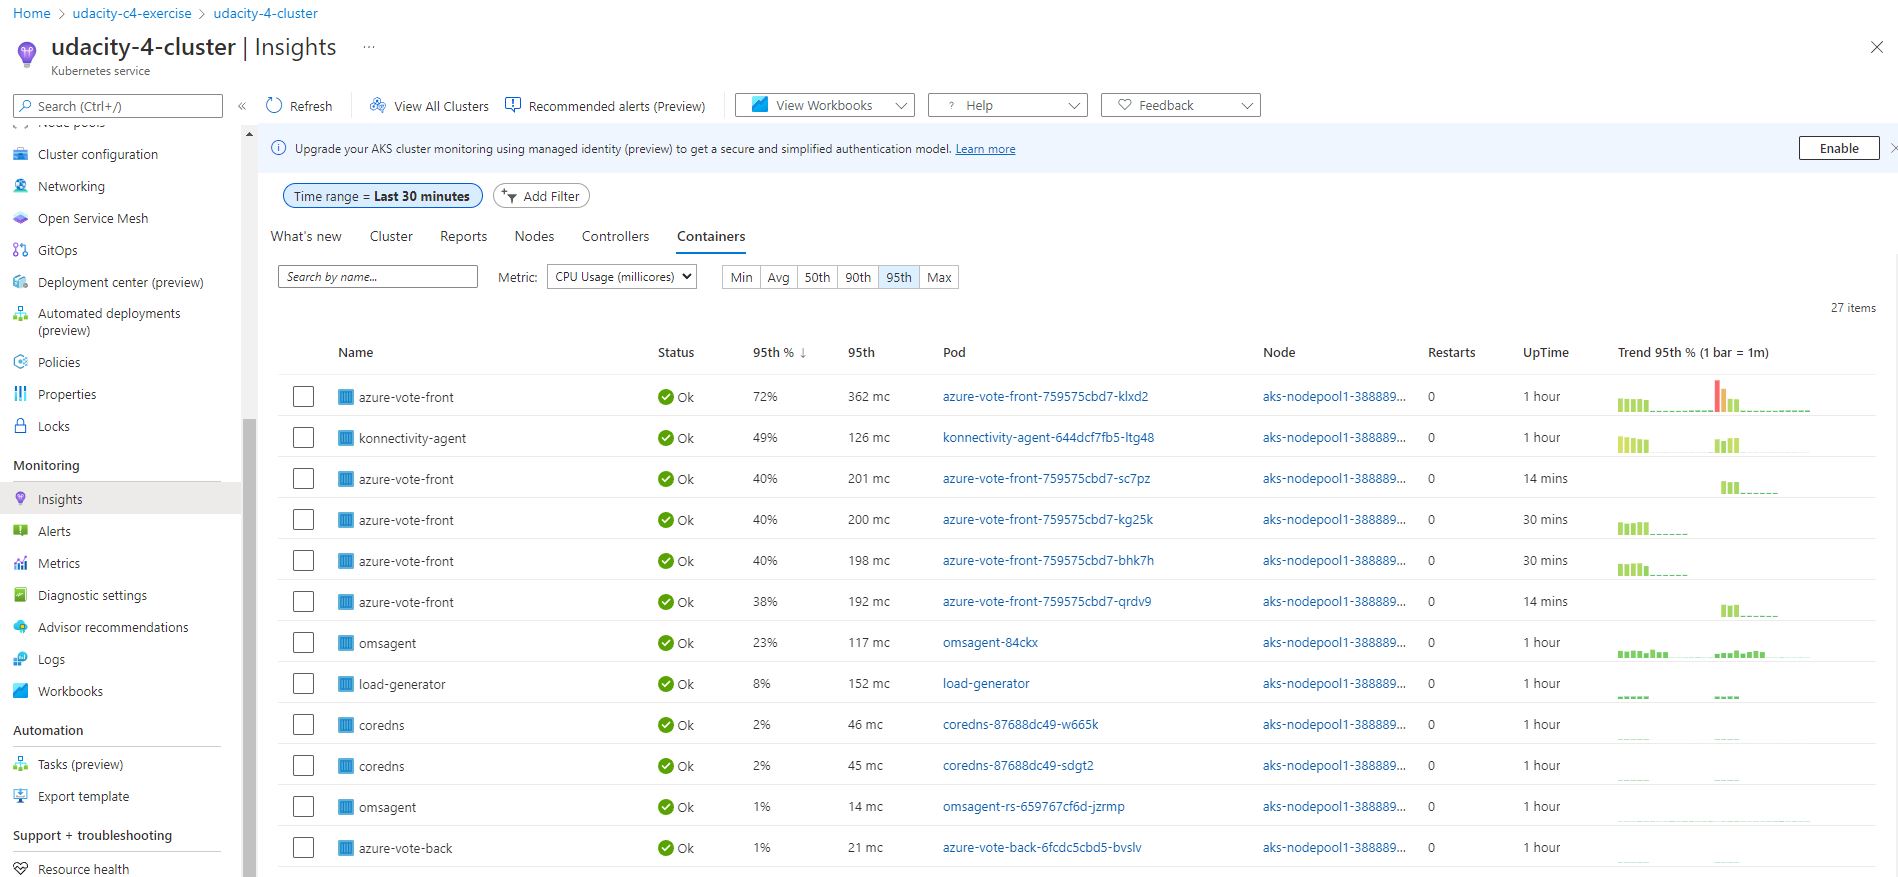 Home > udacity-c4-exercise > udacity-4-cluster
udacity-4-cluster | Insights ...
Kubernetes service
Search (Ctrl+/)
«
Node pools
Cluster configuration
Networking
Open Service Mesh
GitOps
Deployment center (preview)
Automated deployments
(preview)
Policies
Properties
Locks
Monitoring
Insights
Alerts
Metrics
Diagnostic settings
Advisor recommendations
Logs
Workbooks
Automation
Tasks (preview)
Export template
Support + troubleshooting
Resource health
Refresh View All Clusters Recommended alerts (Preview) View Workbooks ? Help Feedback
Upgrade your AKS cluster monitoring using managed identity (preview) to get a secure and simplified authentication model. Learn more Enable
Time range = Last 30 minutes Add Filter
What's new Cluster Reports Nodes Controllers Containers
Search by name... Metric: CPU Usage (millicores) Min Avg 50th 90th 95th Max
27 items
Name Status 95th % ↓ 95th Pod Node Restarts UpTime Trend 95th % (1 bar = 1m)
azure-vote-front Ok 72% 362 mc azure-vote-front-759575cbd7-klxd2 aks-nodepool1-388889... 0 1 hour
konnectivity-agent Ok 49% 126 mc konnectivity-agent-644dcf7fb5-ltg48 aks-nodepool1-388889... 0 1 hour
azure-vote-front Ok 40% 201 mc azure-vote-front-759575cbd7-sc7pz aks-nodepool1-388889... 0 14 mins
azure-vote-front Ok 40% 200 mc azure-vote-front-759575cbd7-kg25k aks-nodepool1-388889... 0 30 mins
azure-vote-front Ok 40% 198 mc azure-vote-front-759575cbd7-bhk7h aks-nodepool1-388889... 0 30 mins
azure-vote-front Ok 38% 192 mc azure-vote-front-759575cbd7-qrdv9 aks-nodepool1-388889... 0 14 mins
omsagent Ok 23% 117 mc omsagent-84ckx aks-nodepool1-388889... 0 1 hour
load-generator Ok 8% 152 mc load-generator aks-nodepool1-388889... 0 1 hour
coredns Ok 2% 46 mc coredns-87688dc49-w665k aks-nodepool1-388889... 0 1 hour
coredns Ok 2% 45 mc coredns-87688dc49-sdgt2 aks-nodepool1-388889... 0 1 hour
omsagent Ok 1% 14 mc omsagent-rs-659767cf6d-jzrmp aks-nodepool1-388889... 0 1 hour
azure-vote-back Ok 1% 21 mc azure-vote-back-6fcdc5cbd5-bvslv aks-nodepool1-388889... 0 1 hour